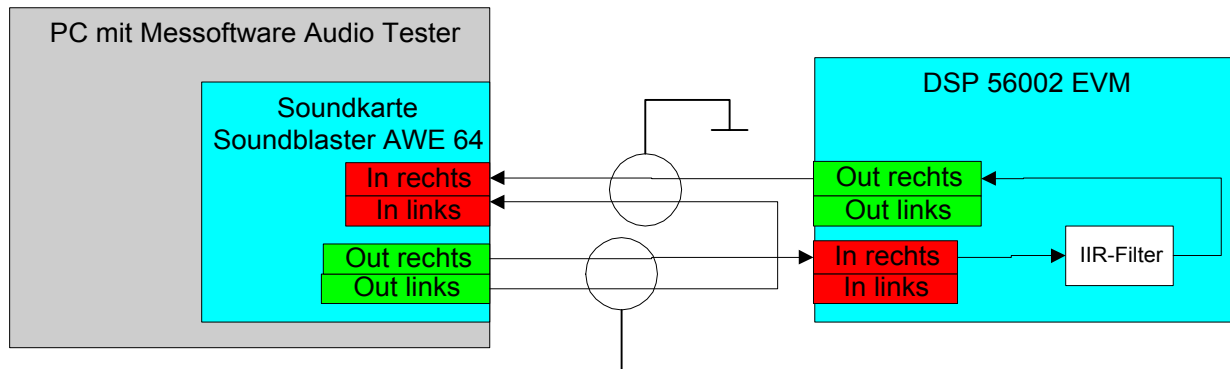 PC mit Messoftware Audio Tester
Soundkarte
Soundblaster AWE 64
In rechts
In links
Out rechts
Out links
DSP 56002 EVM
Out rechts
Out links
In rechts
In links
IIR-Filter